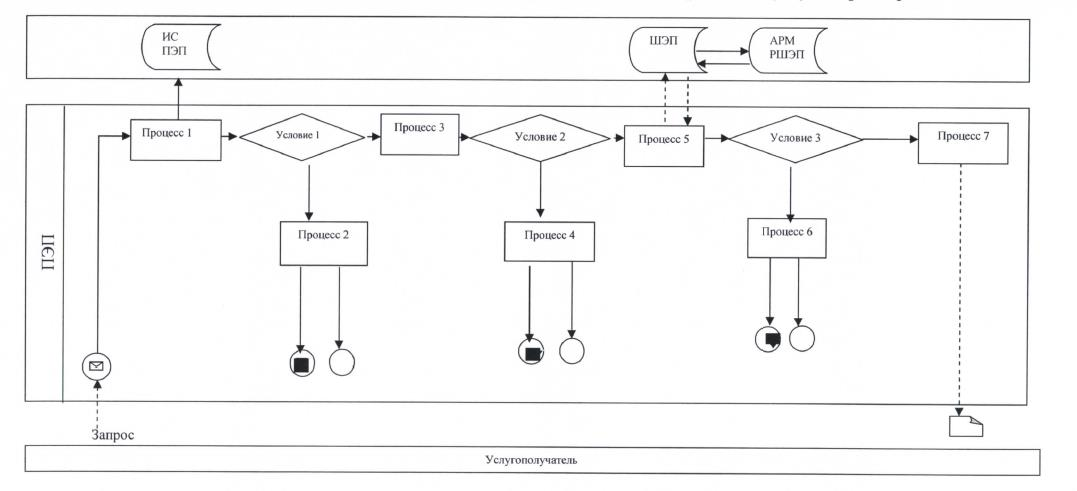 ИС
ПЭП
ШЭП
АРМ
РШЭП
Процесс 1
Условие 1
Процесс 3
Условие 2
Процесс 5
Условие 3
Процесс 7
Процесс 2
Процесс 4
Процесс 6
ПЭП
Запрос
Услугополучатель